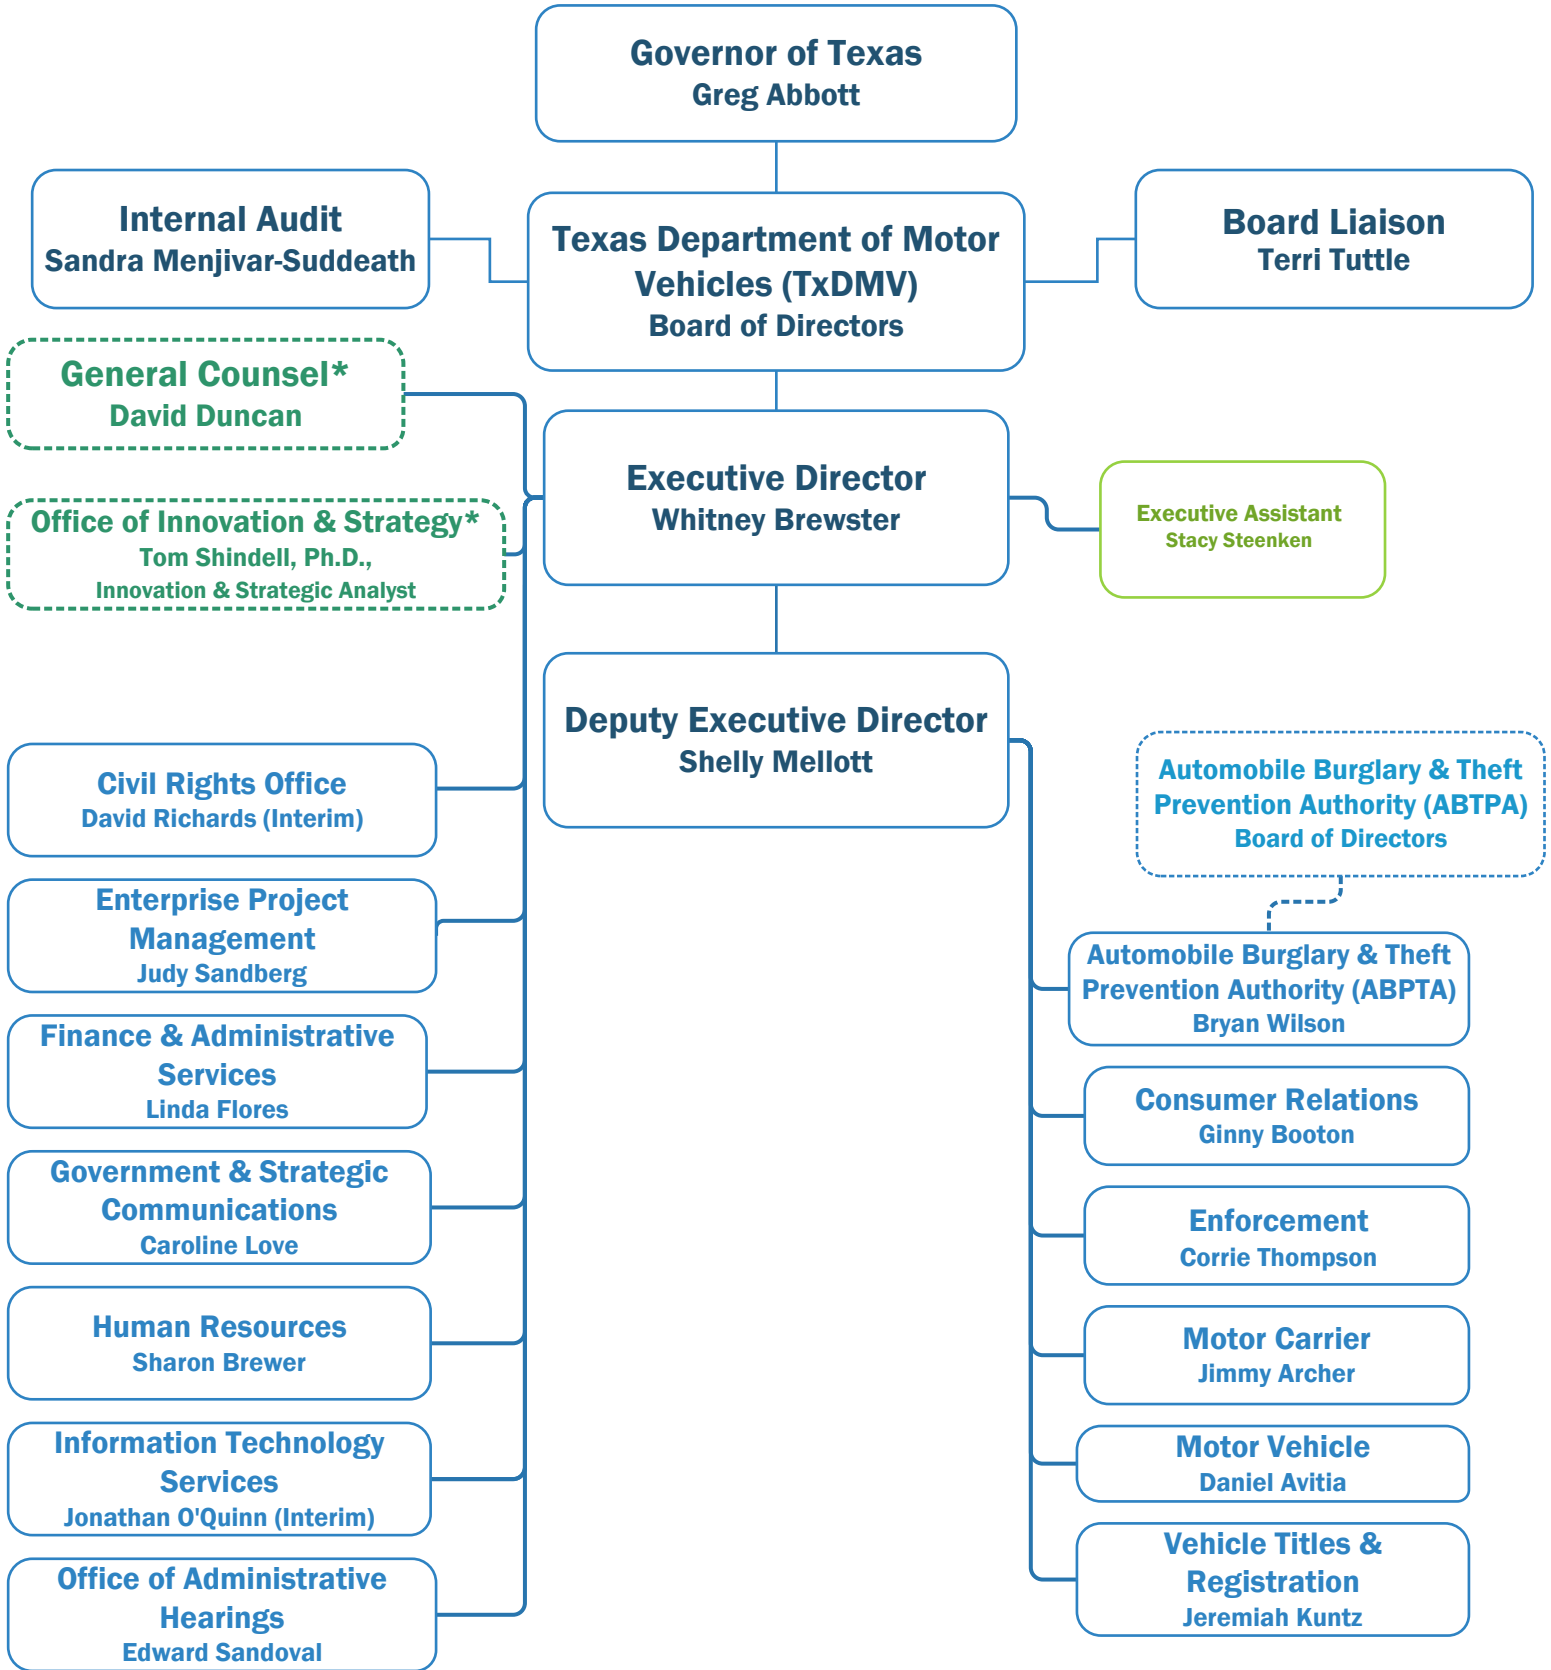 Governor of Texas
Greg Abbott
Internal Audit
Sandra Menjivar-Suddeath
Texas Department of Motor
Vehicles (TxDMV)
Board of Directors
Board Liaison
Terri Tuttle
General Counsel*
David Duncan
Executive Director
Whitney Brewster
Executive Assistant
Stacy Steenken
Office of Innovation & Strategy*
Tom Shindell, Ph.D.,
Innovation & Strategic Analyst
Deputy Executive Director
Shelly Mellott
Civil Rights Office
David Richards (Interim)
Enterprise Project
Management
Judy Sandberg
Finance & Administrative
Services
Linda Flores
Government & Strategic
Communications
Caroline Love
Human Resources
Sharon Brewer
Information Technology
Services
Jonathan O'Quinn (Interim)
Office of Administrative
Hearings
Edward Sandoval
Automobile Burglary & Theft
Prevention Authority (ABTPA)
Board of Directors
Automobile Burglary & Theft
Prevention Authority (ABPTA)
Bryan Wilson
Consumer Relations
Ginny Booton
Enforcement
Corrie Thompson
Motor Carrier
Jimmy Archer
Motor Vehicle
Daniel Avitia
Vehicle Titles &
Registration
Jeremiah Kuntz